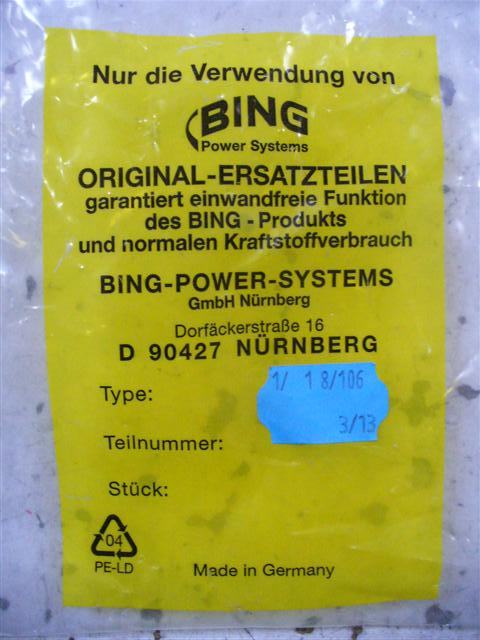 Nur die Verwendung von
BING
Power Systems
ORIGINAL-ERSATZTEILEN
garantiert einwandfreie Funktion
des BING - Produkts
und normalen Kraftstoffverbrauch
BING-POWER-SYSTEMS
GmbH Nürnberg
Dorfäckerstraße 16
D 90427 NÜRNBERG
1/ 1 8/106
Type:
3/13
Teilnummer:
Stück:
04
PE-LD
Made in Germany